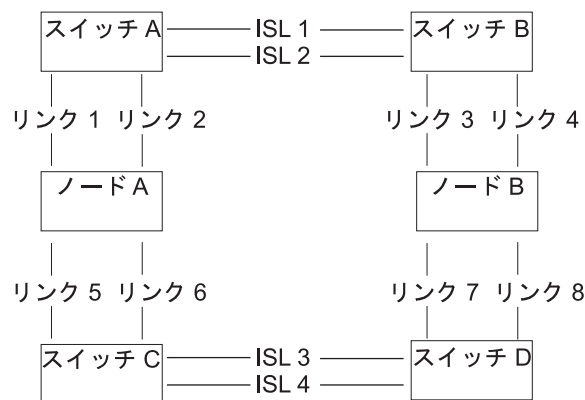 スイッチ A
ISL 1
ISL 2
スイッチ B
リンク 1
リンク 2
リンク 3
リンク 4
ノード A
ノード B
リンク 5
リンク 6
リンク 7
リンク 8
スイッチ C
ISL 3
ISL 4
スイッチ D